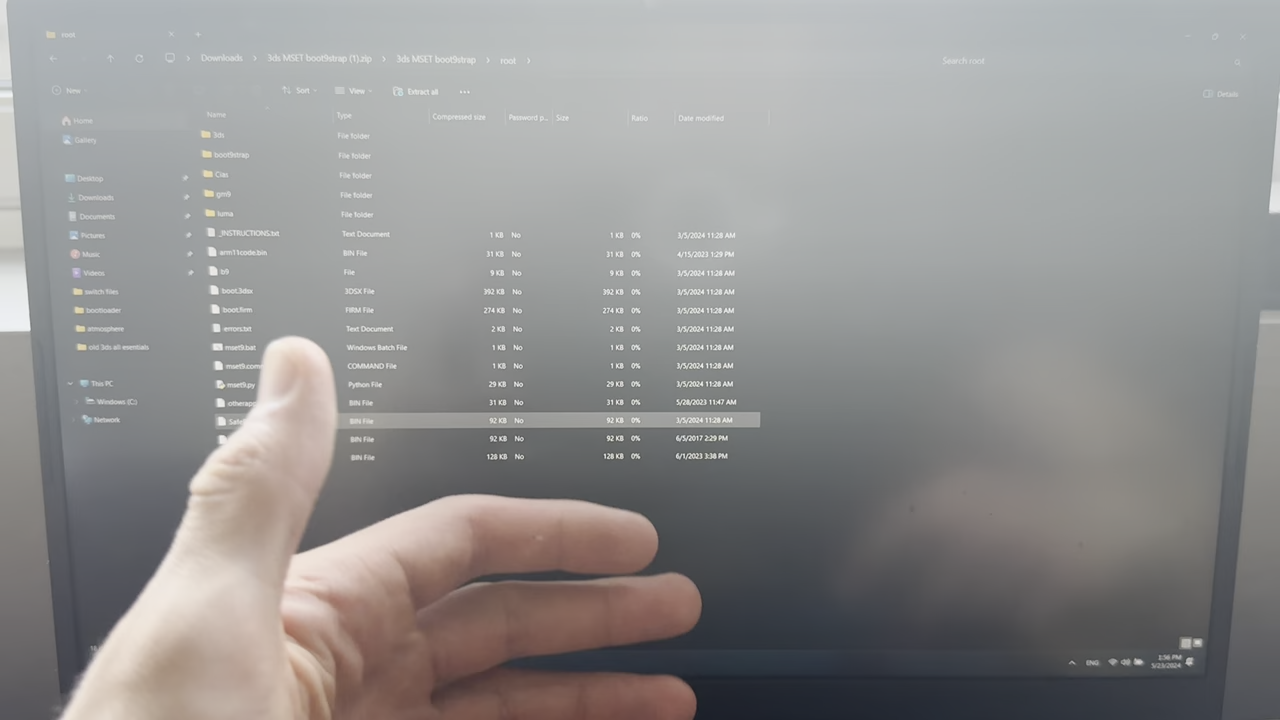 root × +
Downloads > 3ds MSET boot9strap (1).zip > 3ds MSET boot9strap > root > Search root
New Sort View Extract all ... Details
Name Type Compressed size Password p... Size Ratio Date modified
Home
Gallery
Desktop
Downloads
Documents
Pictures
Music
Videos
switch files
bootloader
atmosphere
old 3ds all esentials
This PC
Windows (C:)
Network
3ds File folder
boot9strap File folder
Cias File folder
gm9 File folder
luma File folder
_INSTRUCTIONS.txt Text Document 1 KB No 1 KB 0% 3/5/2024 11:28 AM
arm11code.bin BIN File 31 KB No 31 KB 0% 4/15/2023 1:29 PM
b9 File 9 KB No 9 KB 0% 3/5/2024 11:28 AM
boot.3dsx 3DSX File 392 KB No 392 KB 0% 3/5/2024 11:28 AM
boot.firm FIRM File 274 KB No 274 KB 0% 3/5/2024 11:28 AM
errors.txt Text Document 2 KB No 2 KB 0% 3/5/2024 11:28 AM
mset9.bat Windows Batch File 1 KB No 1 KB 0% 3/5/2024 11:28 AM
mset9.com COMMAND File 1 KB No 1 KB 0% 3/5/2024 11:28 AM
mset9.py Python File 29 KB No 29 KB 0% 3/5/2024 11:28 AM
otherapp BIN File 31 KB No 31 KB 0% 5/28/2023 11:47 AM
Safe BIN File 92 KB No 92 KB 0% 3/5/2024 11:28 AM
BIN File 92 KB No 92 KB 0% 6/5/2017 2:29 PM
BIN File 128 KB No 128 KB 0% 6/1/2023 3:38 PM
ENG 1:56 PM
5/23/2024